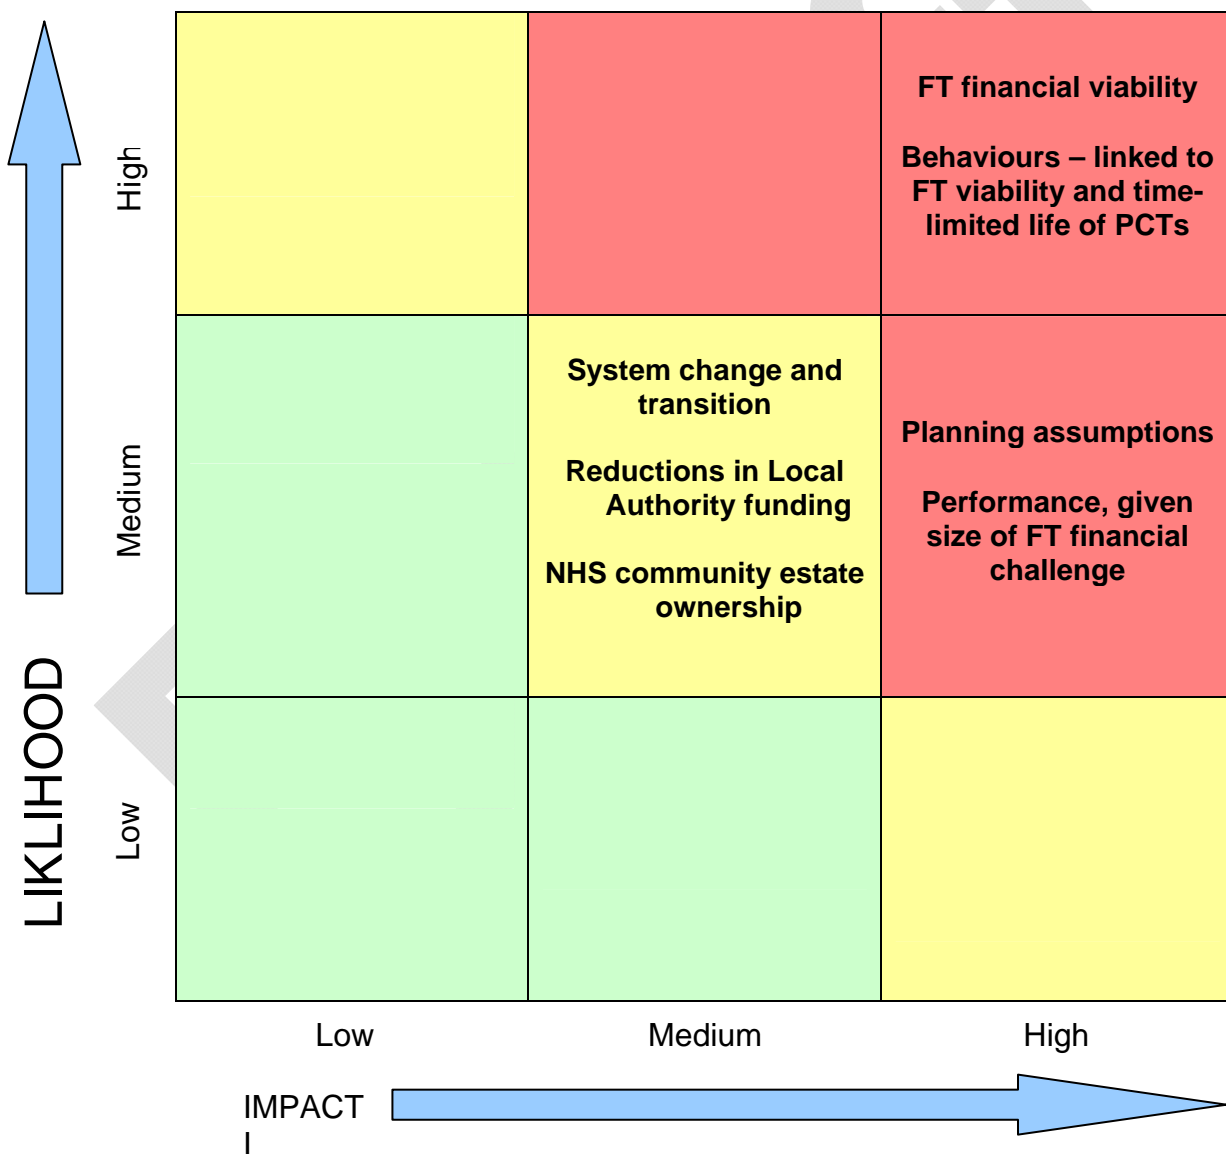 FT financial viability
Behaviours – linked to
FT viability and time-
limited life of PCTs
High
System change and
transition
Reductions in Local
Authority funding
NHS community estate
ownership
Planning assumptions
Performance, given
size of FT financial
challenge
Medium
LIKLIHOOD
Low
Low
Medium
High
IMPACT